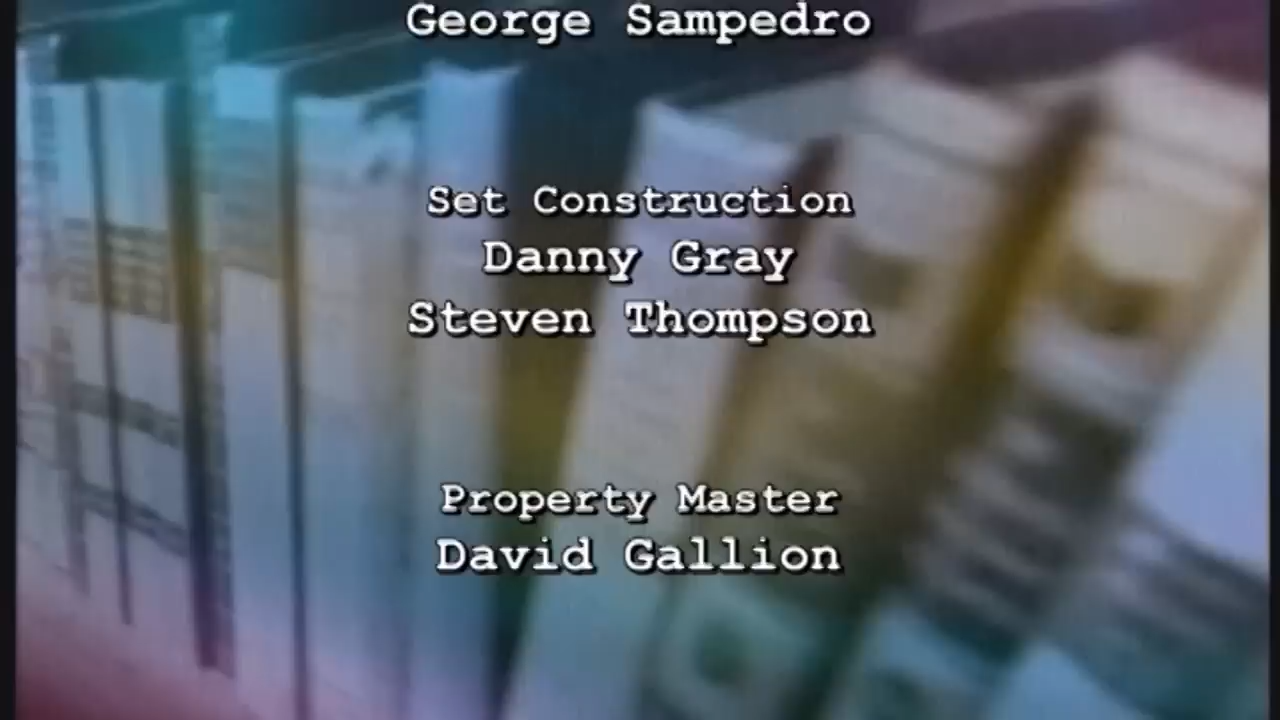 George Sampedro
Set Construction
Danny Gray
Steven Thompson
Property Master
David Gallion